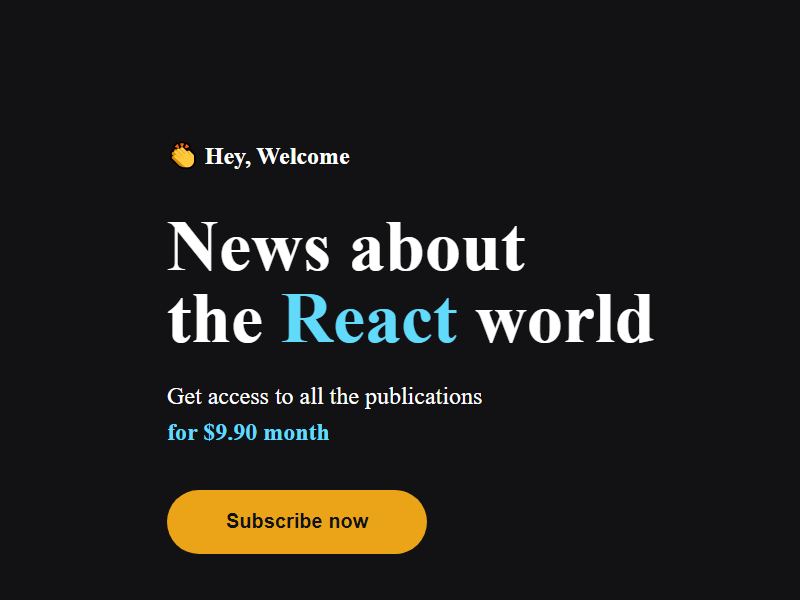 👏 Hey, Welcome
News about
the React world
Get access to all the publications
for $9.90 month
Subscribe now